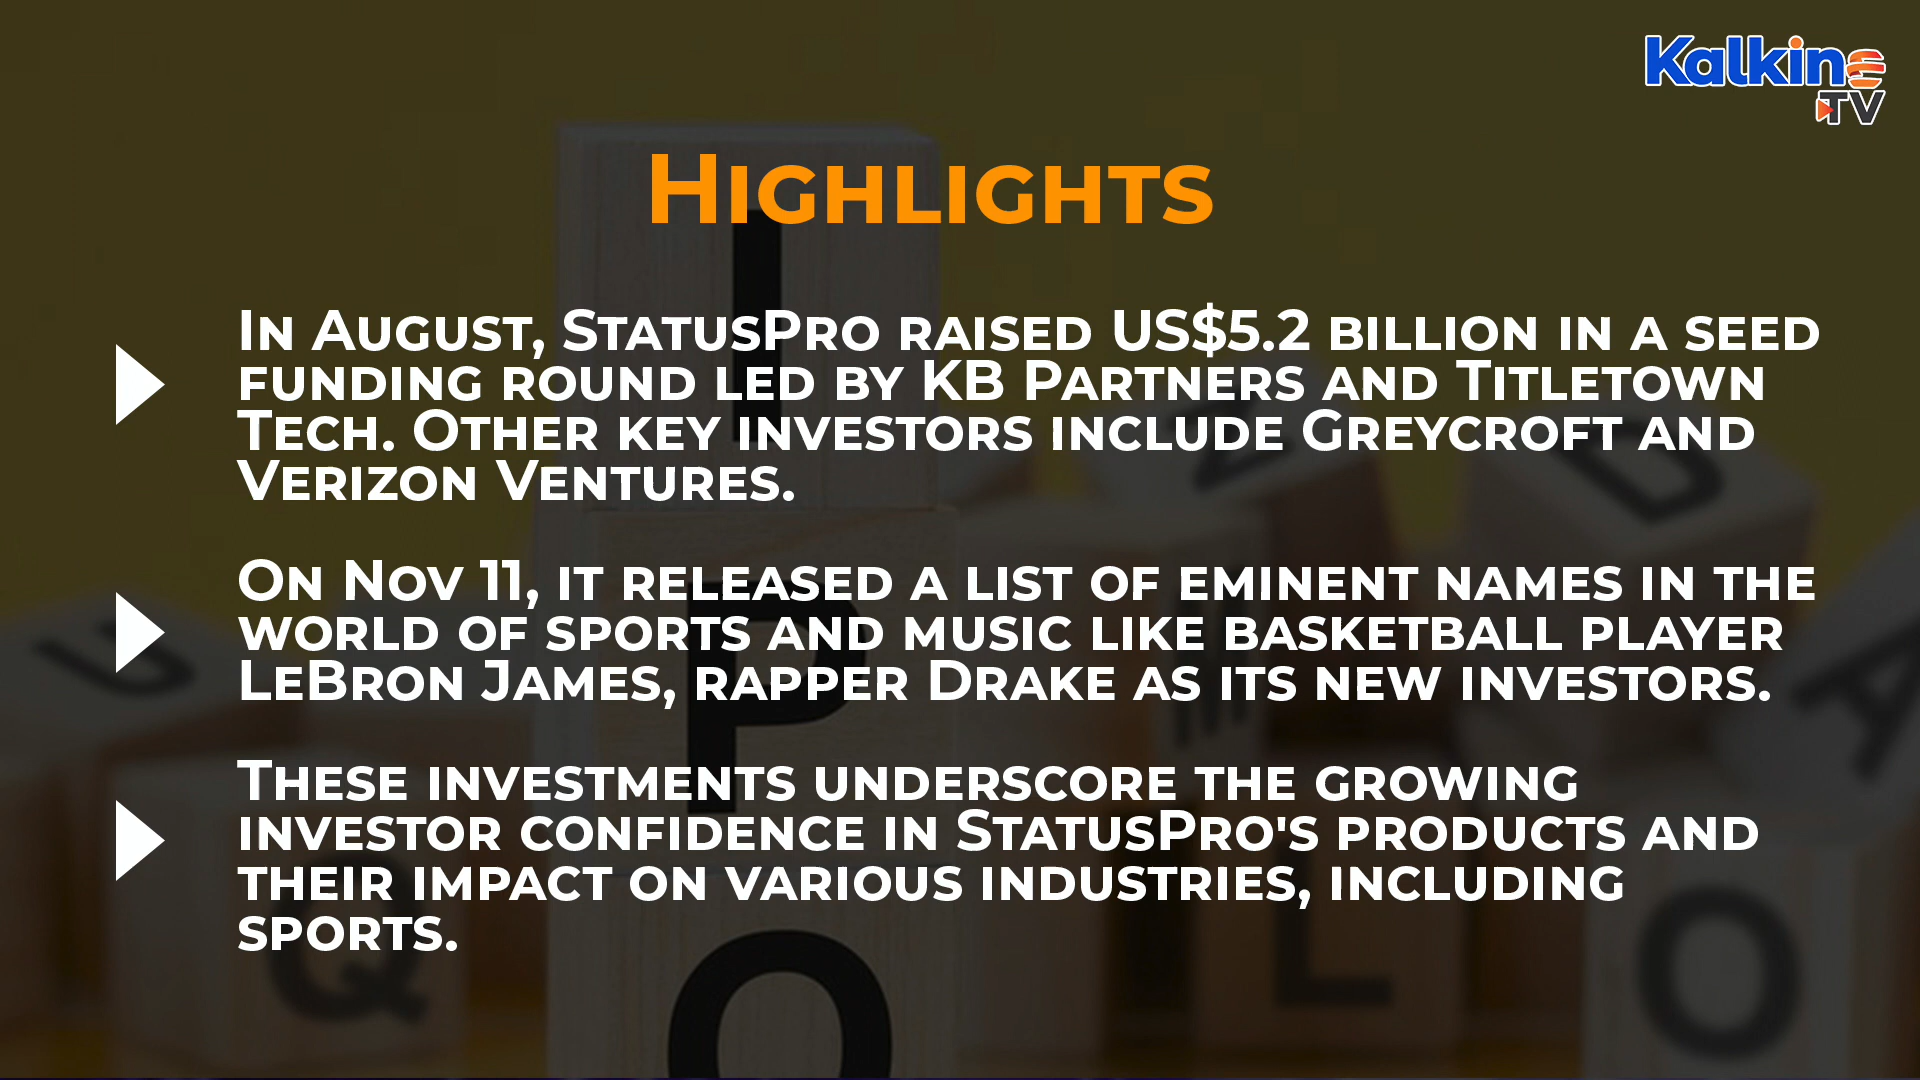 Kalkine
TV
Highlights
In August, StatusPro raised US$5.2 billion in a seed
funding round led by KB Partners and Titletown
Tech. Other key investors include Greycroft and
Verizon Ventures.
On Nov 11, it released a list of eminent names in the
world of sports and music like basketball player
LeBron James, rapper Drake as its new investors.
These investments underscore the growing
investor confidence in StatusPro's products and
their impact on various industries, including
sports.
I
P
O
Q
L
O
D
A